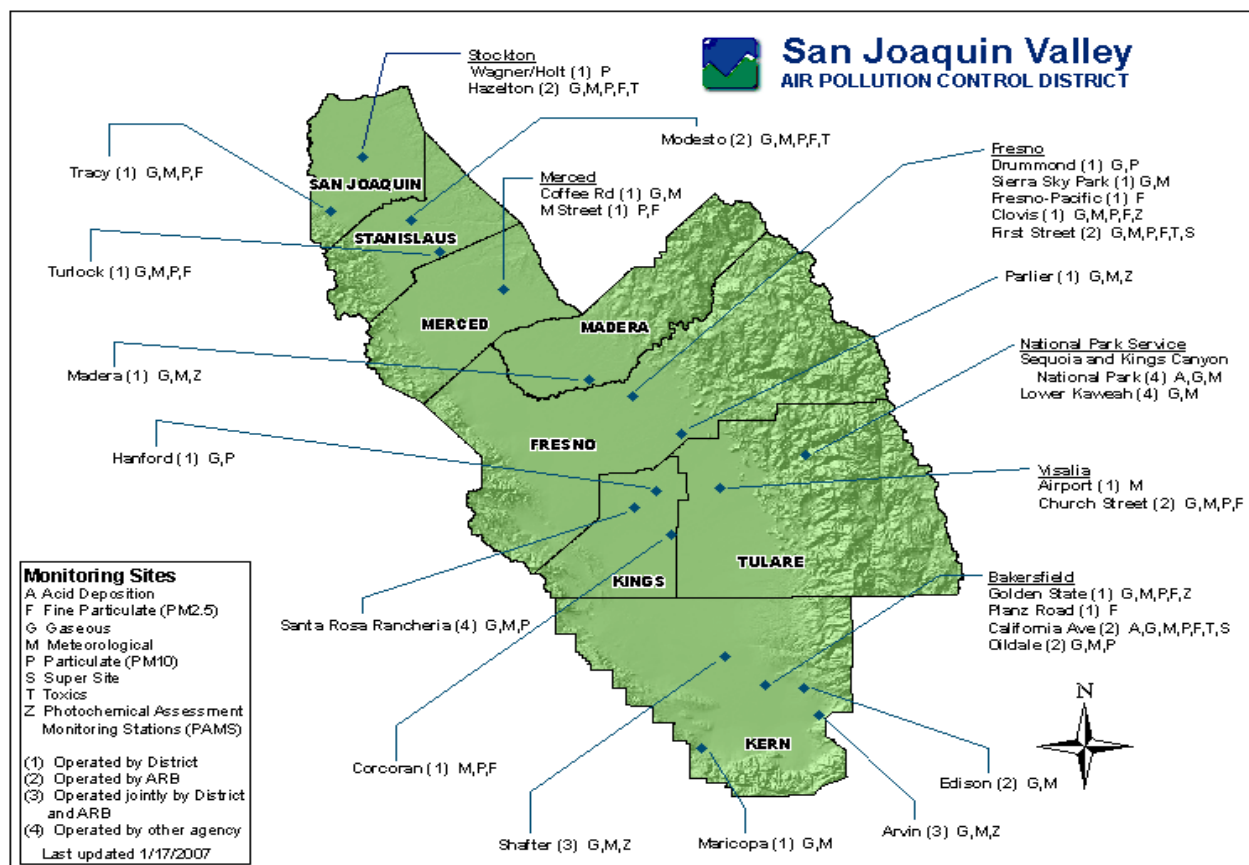 San Joaquin Valley
AIR POLLUTION CONTROL DISTRICT
Stockton
Wagner/Holt (1) P
Hazelton (2) G,M,P,F,T
Modesto (2) G,M,P,F,T
Tracy (1) G,M,P,F
Merced
Coffee Rd (1) G,M
M Street (1) P,F
Fresno
Drummond (1) G,P
Sierra Sky Park (1) G,M
Fresno-Pacific (1) F
Clovis (1) G,M,P,F,Z
First Street (2) G,M,P,F,T,S
SAN JOAQUIN
STANISLAUS
Turlock (1) G,M,P,F
Parlier (1) G,M,Z
MERCED
MADERA
National Park Service
Sequoia and Kings Canyon
National Park (4) A,G,M
Lower Kaweah (4) G,M
Madera (1) G,M,Z
FRESNO
Hanford (1) G,P
Visalia
Airport (1) M
Church Street (2) G,M,P,F
TULARE
KINGS
Bakersfield
Golden State (1) G,M,P,F,Z
Planz Road (1) F
California Ave (2) A,G,M,P,F,T,S
Oildale (2) G,M,P
Santa Rosa Rancheria (4) G,M,P
Monitoring Sites
A Acid Deposition
F Fine Particulate (PM2.5)
G Gaseous
M Meteorological
P Particulate (PM10)
S Super Site
T Toxics
Z Photochemical Assessment
Monitoring Stations (PAMS)
(1) Operated by District
(2) Operated by ARB
(3) Operated jointly by District
and ARB
(4) Operated by other agency
Last updated 1/17/2007
N
KERN
Corcoran (1) M,P,F
Edison (2) G,M
Shafter (3) G,M,Z
Maricopa (1) G,M
Arvin (3) G,M,Z